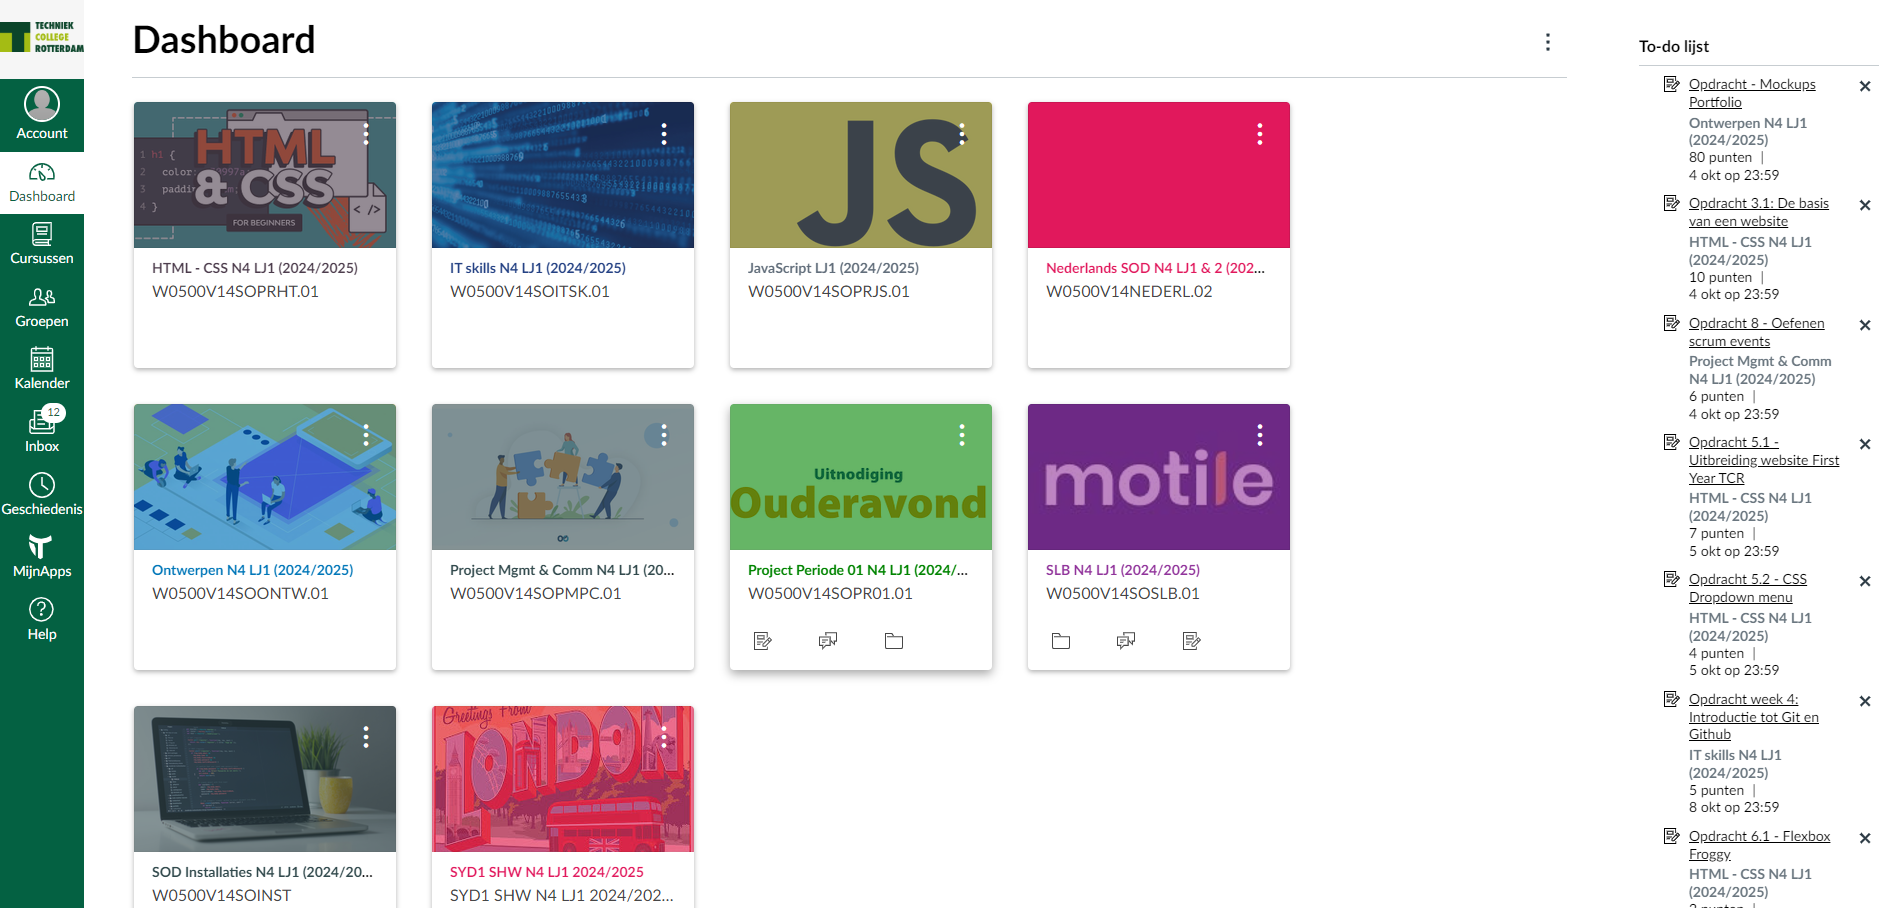 TECHNIEK
COLLEGE
ROTTERDAM
Account
Dashboard
Cursussen
Groepen
Kalender
12
Inbox
Geschiedenis
MijnApps
Help
Dashboard
1 h1 {
2 color:
3 paddin
4 }
HTML
& CSS
FOR BEGINNERS
</>
HTML - CSS N4 LJ1 (2024/2025)
W0500V14SOPRHT.01
IT skills N4 LJ1 (2024/2025)
W0500V14SOITSK.01
JS
JavaScript LJ1 (2024/2025)
W0500V14SOPRJS.01
Nederlands SOD N4 LJ1 & 2 (202...
W0500V14NEDERL.02
Ontwerpen N4 LJ1 (2024/2025)
W0500V14SOONTW.01
Project Mgmt & Comm N4 LJ1 (20...
W0500V14SOPMPC.01
Uitnodiging
Ouderavond
Project Periode 01 N4 LJ1 (2024/...
W0500V14SOPR01.01
motile
SLB N4 LJ1 (2024/2025)
W0500V14SOSLB.01
SOD Installaties N4 LJ1 (2024/20...
W0500V14SOINST
Greetings From
LONDON
SYD1 SHW N4 LJ1 2024/2025
SYD1 SHW N4 LJ1 2024/202...
To-do lijst
Opdracht - Mockups
Portfolio
Ontwerpen N4 LJ1
(2024/2025)
80 punten |
4 okt op 23:59
Opdracht 3.1: De basis
van een website
HTML - CSS N4 LJ1
(2024/2025)
10 punten |
4 okt op 23:59
Opdracht 8 - Oefenen
scrum events
Project Mgmt & Comm
N4 LJ1 (2024/2025)
6 punten |
4 okt op 23:59
Opdracht 5.1 -
Uitbreiding website First
Year TCR
HTML - CSS N4 LJ1
(2024/2025)
7 punten |
5 okt op 23:59
Opdracht 5.2 - CSS
Dropdown menu
HTML - CSS N4 LJ1
(2024/2025)
4 punten |
5 okt op 23:59
Opdracht week 4:
Introductie tot Git en
Github
IT skills N4 LJ1
(2024/2025)
5 punten |
8 okt op 23:59
Opdracht 6.1 - Flexbox
Froggy
HTML - CSS N4 LJ1
(2024/2025)